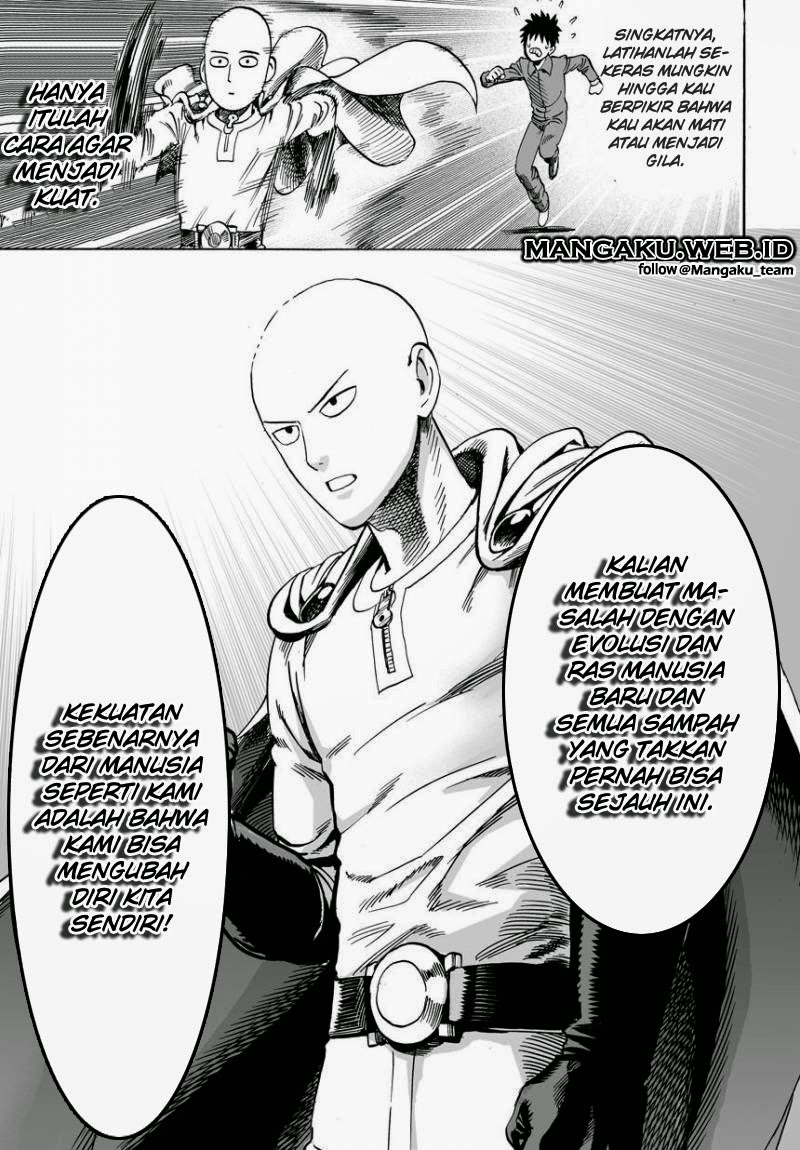 SINGKATNYA,
LATIHANLAH SE-
KERAS MUNGKIN
HINGGA KAU
BERPIKIR BAHWA
KAU AKAN MATI
ATAU MENJADI
GILA.
HANYA
ITULAH
CARA AGAR
MENJADI
KUAT.
MANGAKU.WEB.ID
follow @Mangaku_team
KALIAN
MEMBUAT MA-
SALAH DENGAN
EVOLUSI DAN
RAS MANUSIA
BARU DAN
SEMUA SAMPAH
YANG TAKKAN
PERNAH BISA
SEJAUH INI.
KEKUATAN
SEBENARNYA
DARI MANUSIA
SEPERTI KAMI
ADALAH BAHWA
KAMI BISA
MENGUBAH
DIRI KITA
SENDIRI!